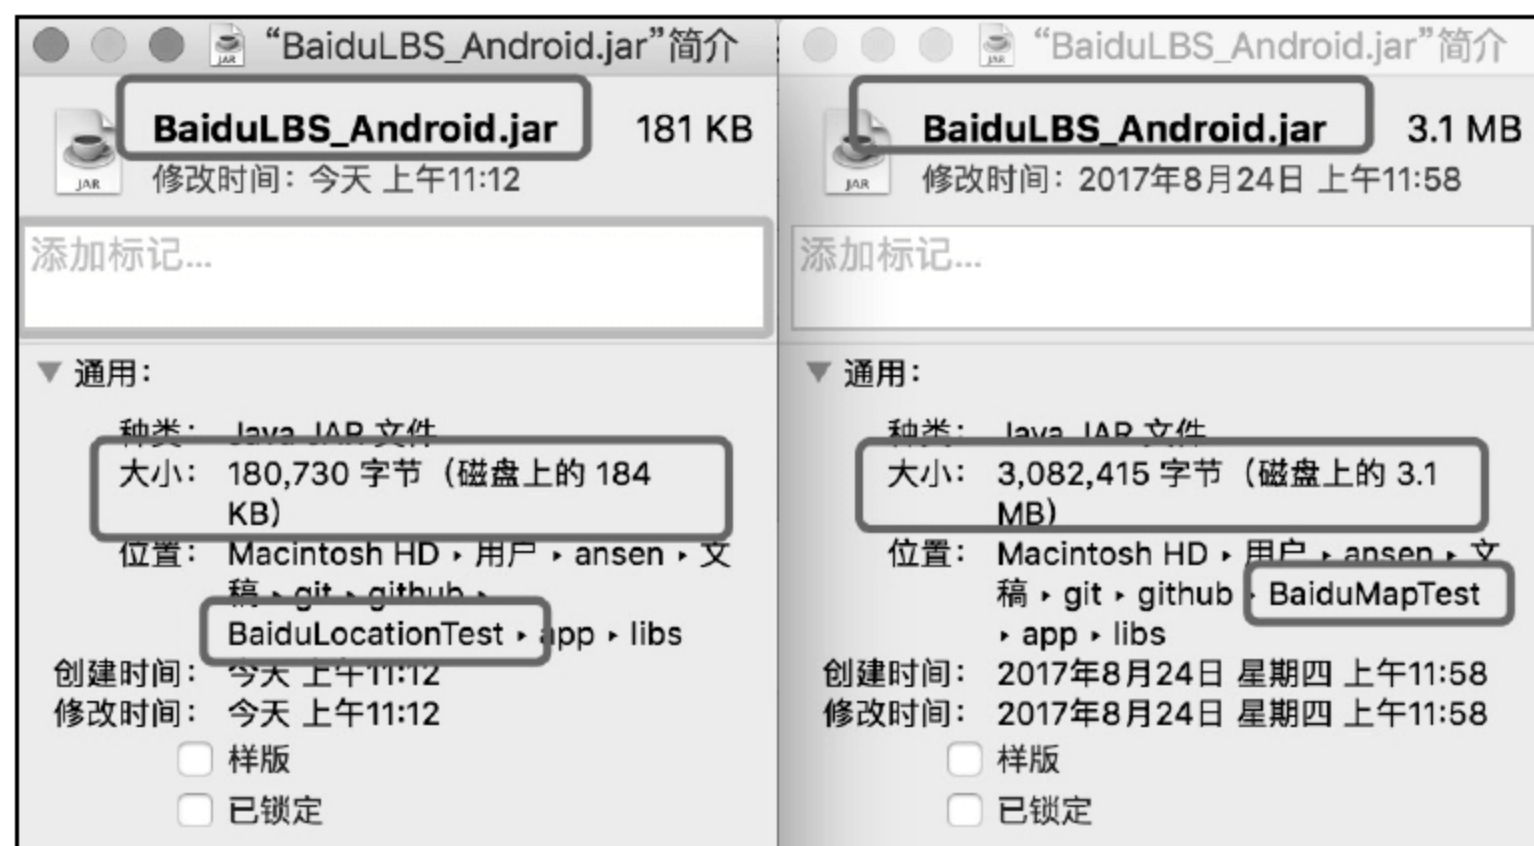 “BaiduLBS_Android.jar”简介
JAR
BaiduLBS_Android.jar 181 KB
修改时间：今天 上午11:12
JAR
添加标记...
通用：
种类： Java JAR 文件
大小： 180,730 字节（磁盘上的 184
KB）
位置： Macintosh HD ▸ 用户 ▸ ansen ▸ 文
稿 ▸ git ▸ github ▸
BaiduLocationTest ▸ app ▸ libs
创建时间： 今天 上午11:12
修改时间： 今天 上午11:12
样版
已锁定
“BaiduLBS_Android.jar”简介
JAR
BaiduLBS_Android.jar 3.1 MB
修改时间：2017年8月24日 上午11:58
JAR
添加标记...
通用：
种类： Java JAR 文件
大小： 3,082,415 字节（磁盘上的 3.1
MB）
位置： Macintosh HD ▸ 用户 ▸ ansen ▸ 文
稿 ▸ git ▸ github ▸ BaiduMapTest
▸ app ▸ libs
创建时间： 2017年8月24日 星期四 上午11:58
修改时间： 2017年8月24日 星期四 上午11:58
样版
已锁定